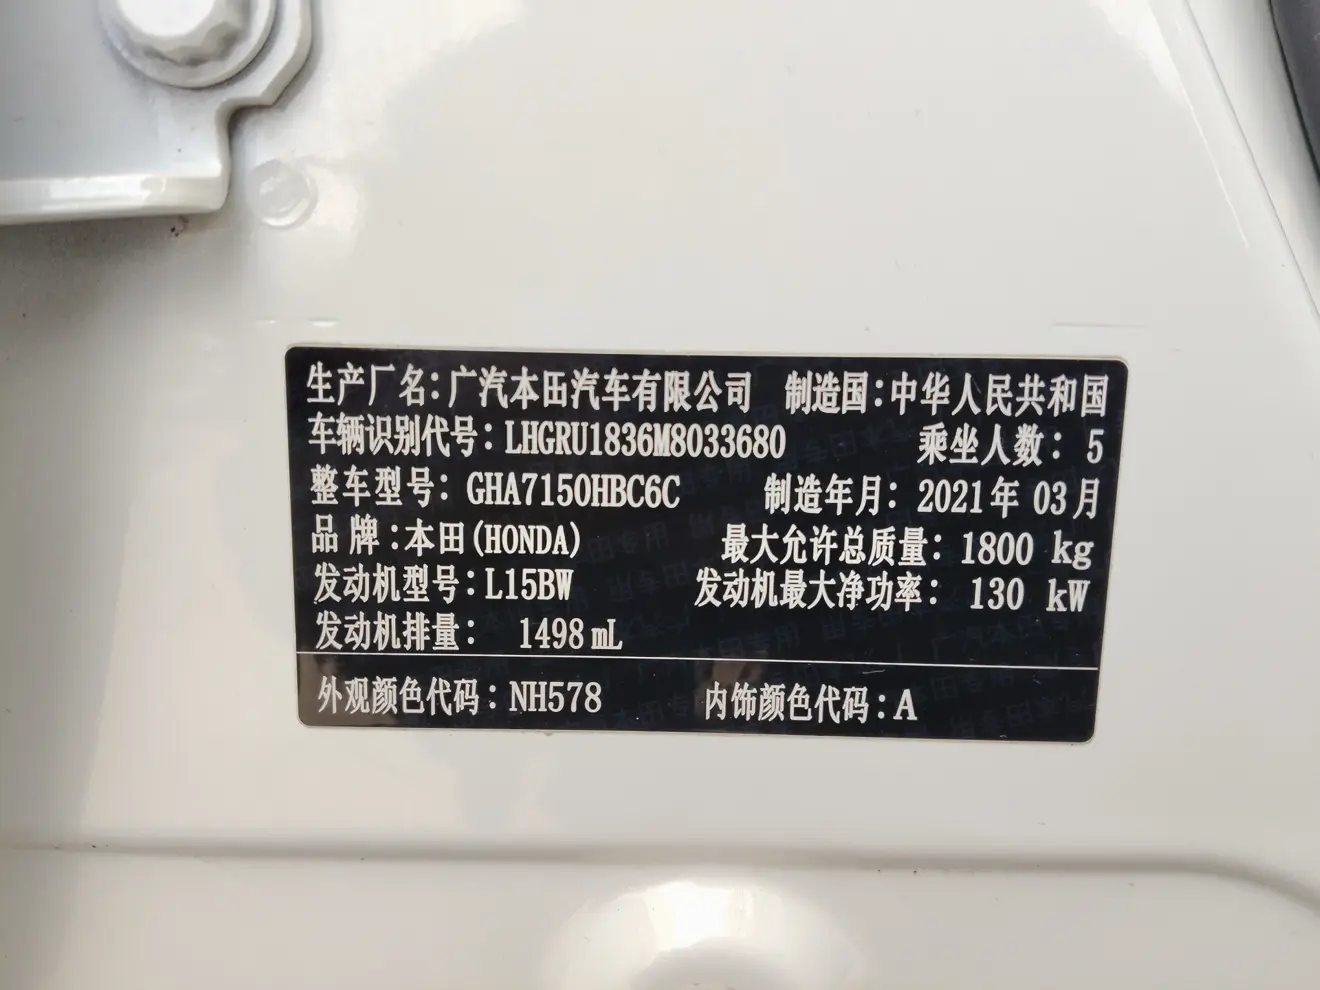 生产厂名:广汽本田汽车有限公司 制造国:中华人民共和国
车辆识别代号:LHGRU1836M8033680 乘坐人数:5
整车型号:GHA7150HBC6C 制造年月:2021年 03月
品 牌:本田(HONDA) 最大允许总质量:1800 kg
发动机型号:L15BW 发动机最大净功率:130 kW
发动机排量: 1498 mL
外观颜色代码:NH578 内饰颜色代码:A